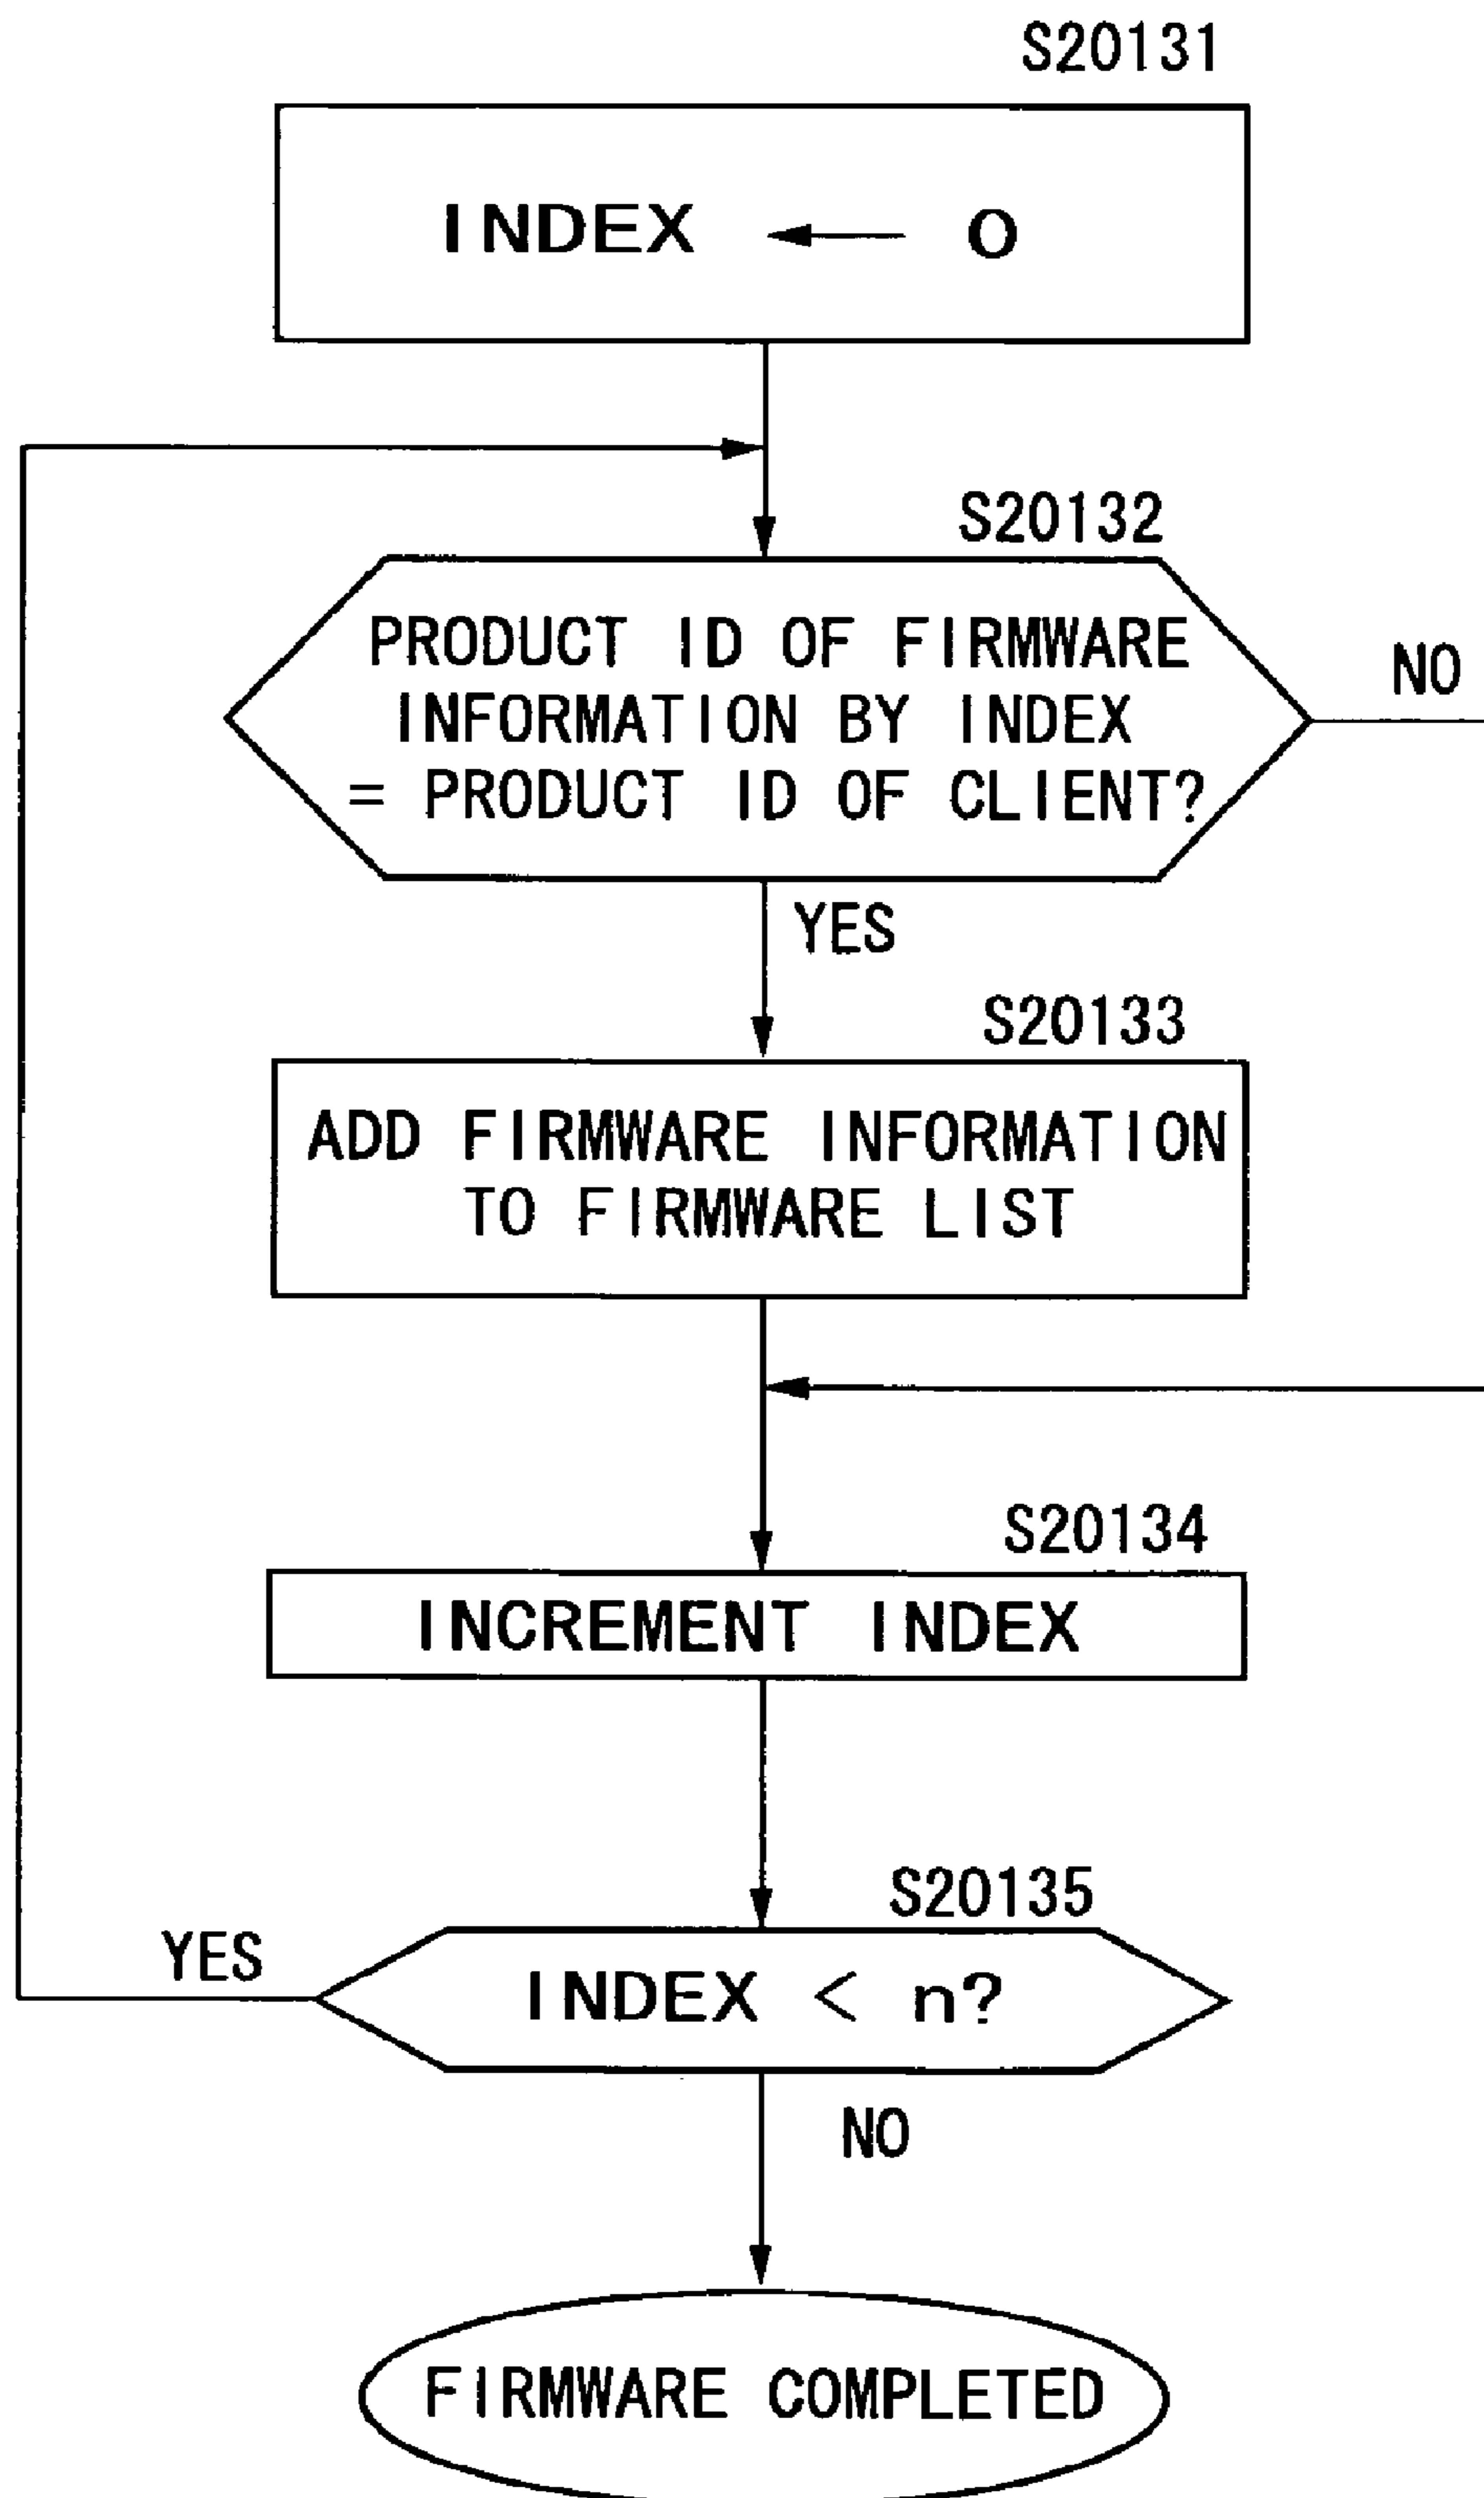 S20131
INDEX ← 0
S20132
PRODUCT ID OF FIRMWARE
INFORMATION BY INDEX
= PRODUCT ID OF CLIENT?
NO
YES
S20133
ADD FIRMWARE INFORMATION
TO FIRMWARE LIST
S20134
INCREMENT INDEX
S20135
YES
INDEX < n?
NO
FIRMWARE COMPLETED